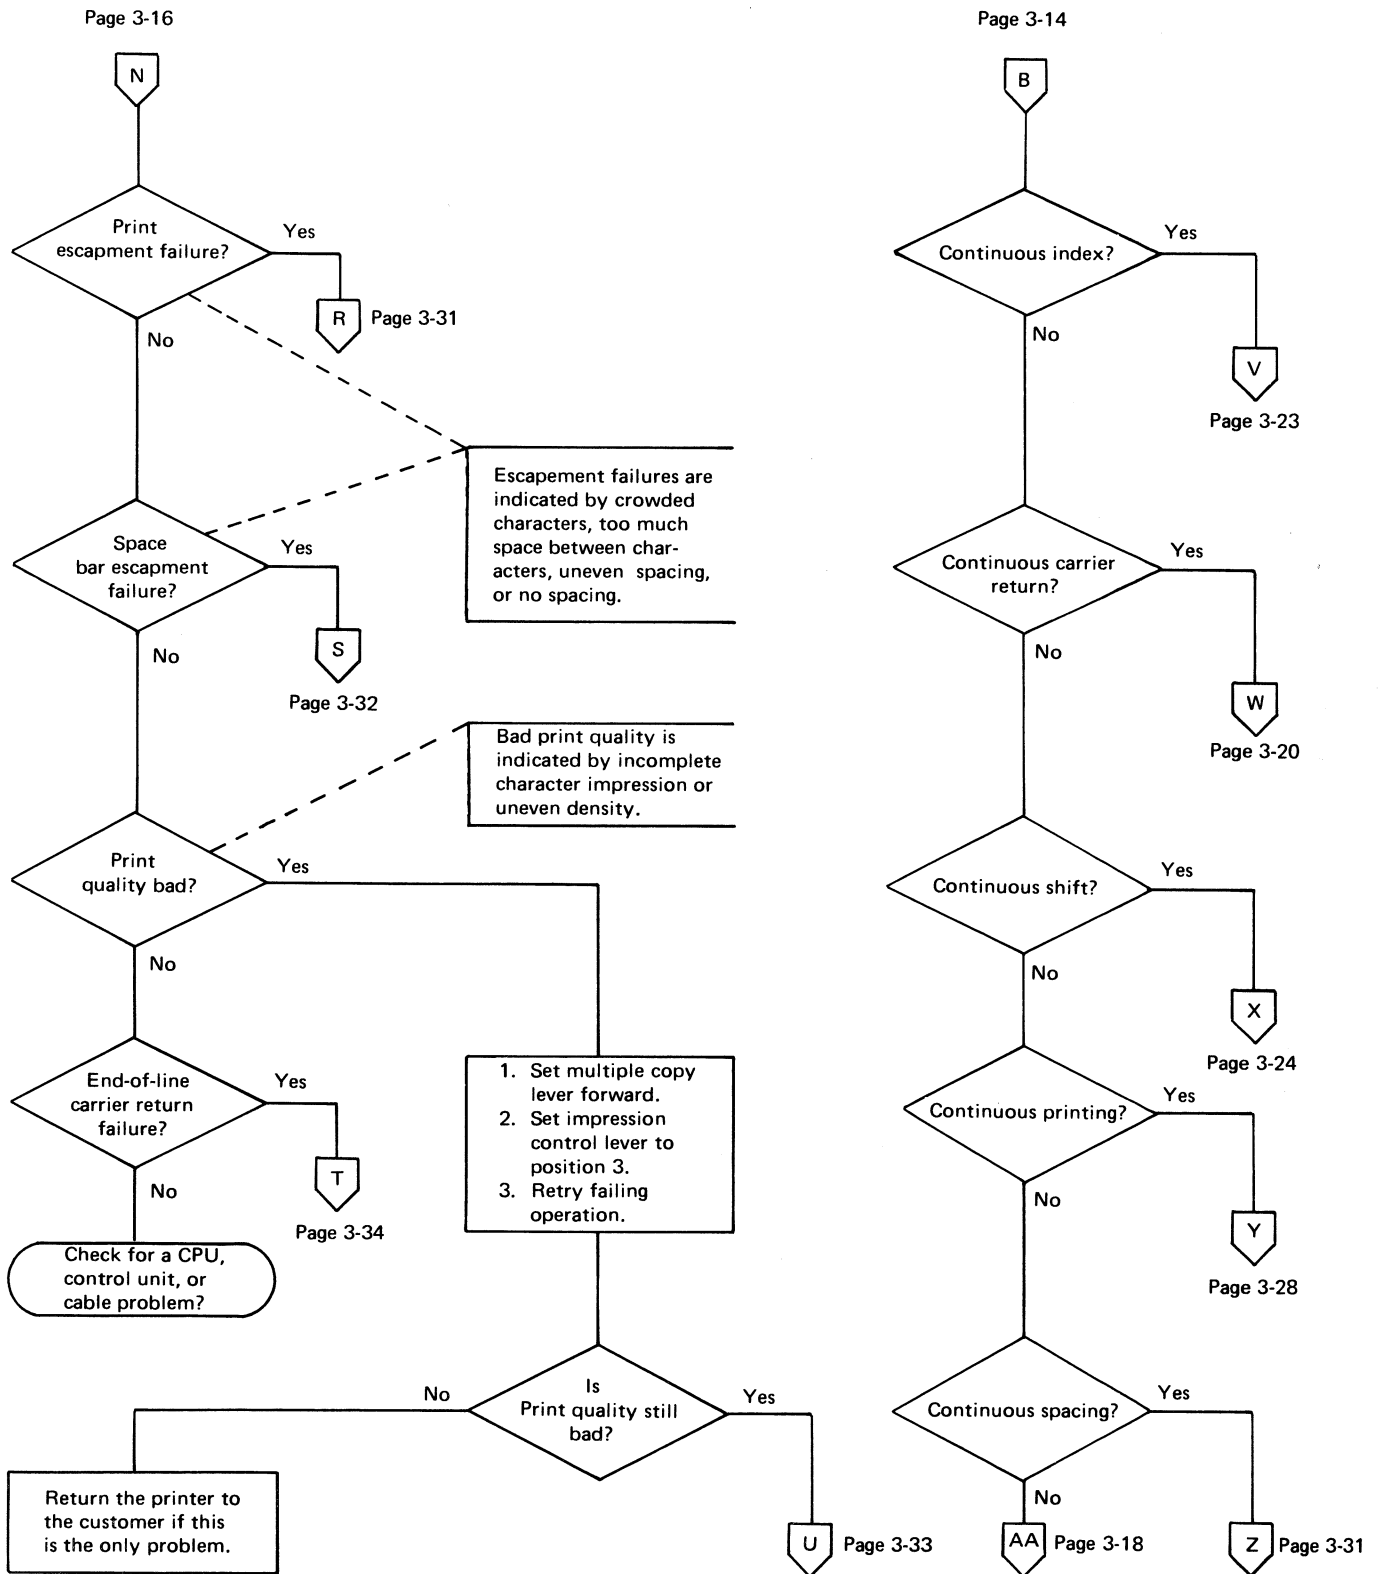 Page 3-16
N
Print
escapment failure?
Yes
R
Page 3-31
No
Escapement failures are
indicated by crowded
characters, too much
space between char-
acters, uneven spacing,
or no spacing.
Space
bar escapment
failure?
Yes
S
Page 3-32
No
Bad print quality is
indicated by incomplete
character impression or
uneven density.
Print
quality bad?
Yes
No
1. Set multiple copy
lever forward.
2. Set impression
control lever to
position 3.
3. Retry failing
operation.
End-of-line
carrier return
failure?
Yes
T
Page 3-34
No
Check for a CPU,
control unit, or
cable problem?
Is
Print quality still
bad?
No
Yes
Return the printer to
the customer if this
is the only problem.
U
Page 3-33
Page 3-14
B
Continuous index?
Yes
No
V
Page 3-23
Continuous carrier
return?
Yes
No
W
Page 3-20
Continuous shift?
Yes
No
X
Page 3-24
Continuous printing?
Yes
No
Y
Page 3-28
Continuous spacing?
Yes
No
AA
Page 3-18
Z
Page 3-31